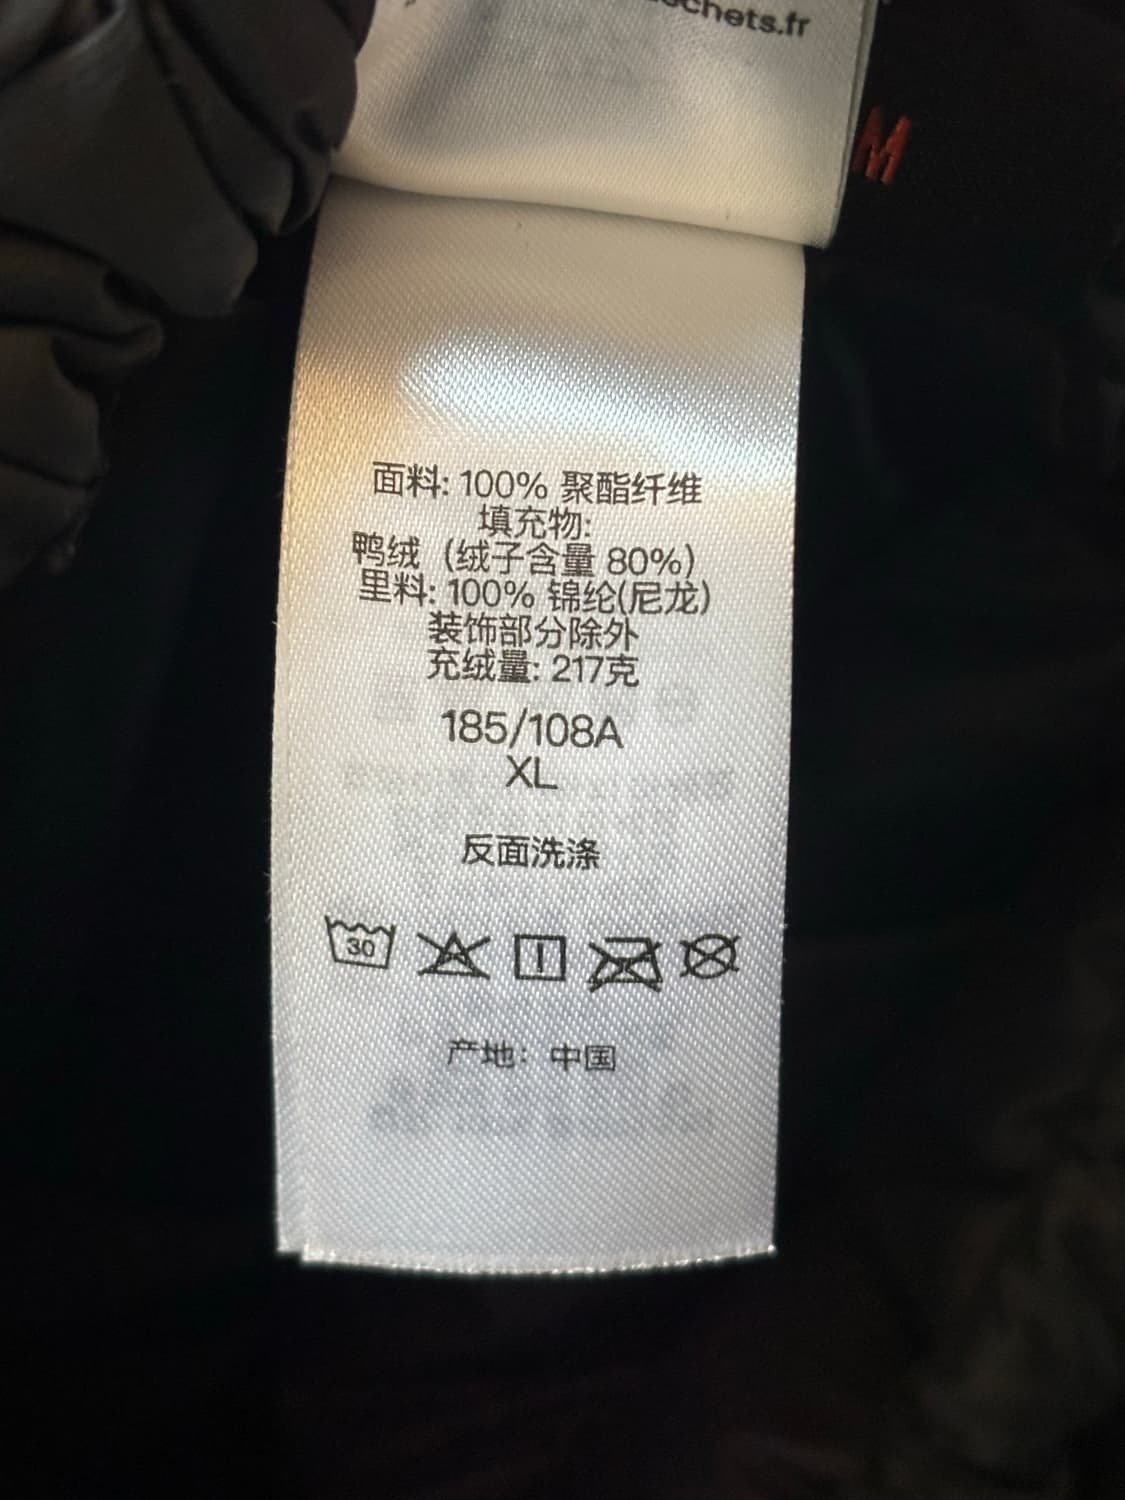 chets.fr
M
面料: 100% 聚酯纤维
填充物:
鸭绒（绒子含量 80%）
里料: 100% 锦纶(尼龙)
装饰部分除外
充绒量: 217克
185/108A
XL
反面洗涤
30
产地：中国